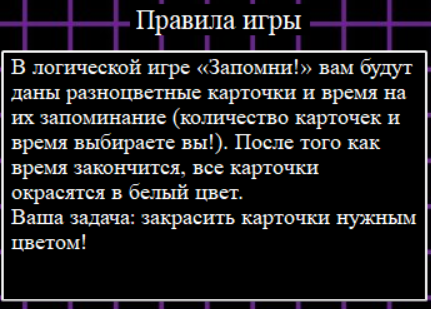 Правила игры
В логической игре «Запомни!» вам будут
даны разноцветные карточки и время на
их запоминание (количество карточек и
время выбираете вы!). После того как
время закончится, все карточки
окрасятся в белый цвет.
Ваша задача: закрасить карточки нужным
цветом!